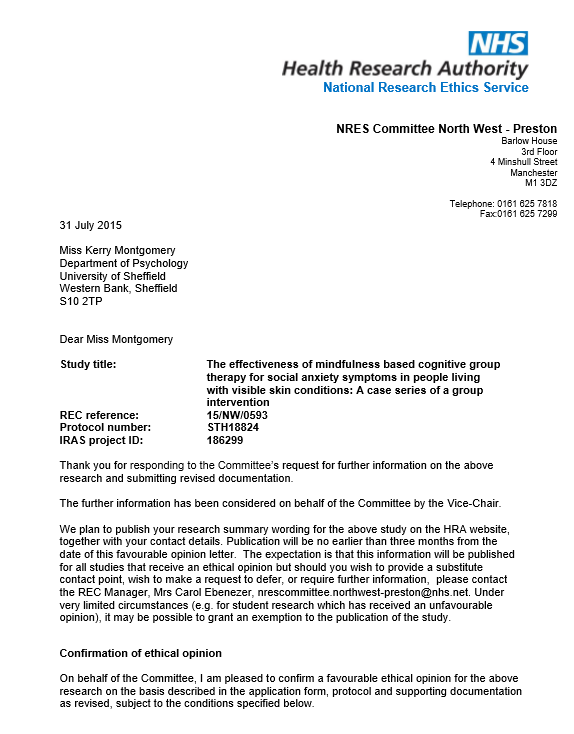 NHS
Health Research Authority
National Research Ethics Service
NRES Committee North West - Preston
Barlow House
3rd Floor
4 Minshull Street
Manchester
M1 3DZ
Telephone: 0161 625 7818
Fax:0161 625 7299
31 July 2015
Miss Kerry Montgomery
Department of Psychology
University of Sheffield
Western Bank, Sheffield
S10 2TP
Dear Miss Montgomery
Study title: The effectiveness of mindfulness based cognitive group
therapy for social anxiety symptoms in people living
with visible skin conditions: A case series of a group
intervention
REC reference: 15/NW/0593
Protocol number: STH18824
IRAS project ID: 186299
Thank you for responding to the Committee's request for further information on the above
research and submitting revised documentation.
The further information has been considered on behalf of the Committee by the Vice-Chair.
We plan to publish your research summary wording for the above study on the HRA website,
together with your contact details. Publication will be no earlier than three months from the
date of this favourable opinion letter.  The expectation is that this information will be published
for all studies that receive an ethical opinion but should you wish to provide a substitute
contact point, wish to make a request to defer, or require further information,  please contact
the REC Manager, Mrs Carol Ebenezer, nrescommittee.northwest-preston@nhs.net. Under
very limited circumstances (e.g. for student research which has received an unfavourable
opinion), it may be possible to grant an exemption to the publication of the study.
Confirmation of ethical opinion
On behalf of the Committee, I am pleased to confirm a favourable ethical opinion for the above
research on the basis described in the application form, protocol and supporting documentation
as revised, subject to the conditions specified below.